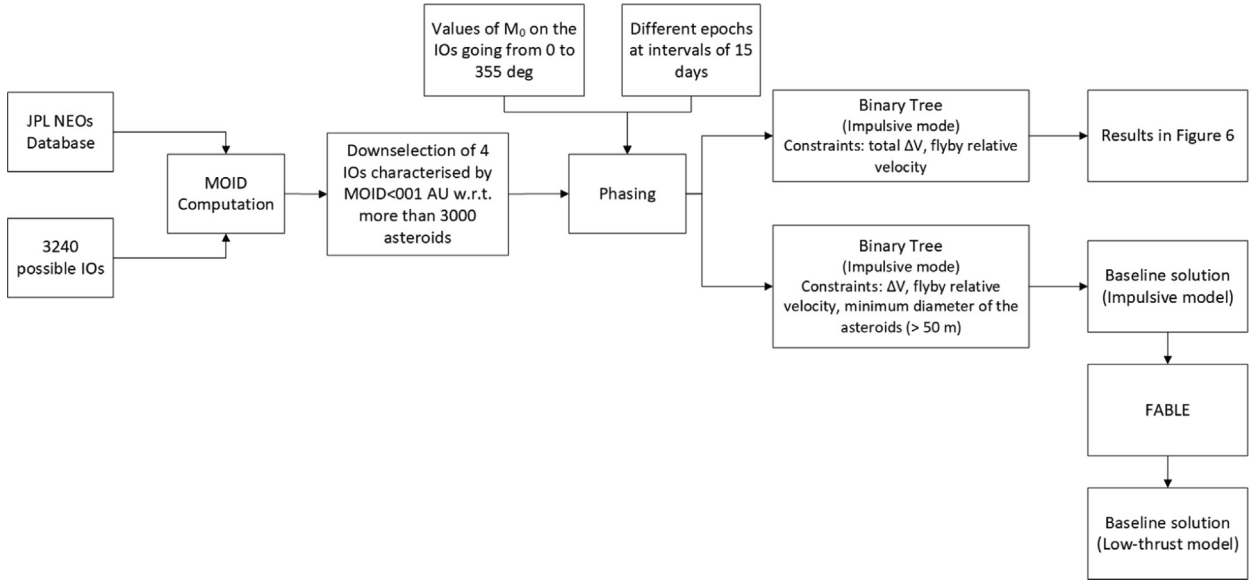 Values of M₀ on the
IOs going from 0 to
355 deg
Different epochs
at intervals of 15
days
JPL NEOs
Database
3240
possible IOs
MOID
Computation
Downselection of 4
IOs characterised by
MOID<001 AU w.r.t.
more than 3000
asteroids
Phasing
Binary Tree
(Impulsive mode)
Constraints: total ΔV, flyby relative
velocity
Results in Figure 6
Binary Tree
(Impulsive mode)
Constraints: ΔV, flyby relative
velocity, minimum diameter of the
asteroids (> 50 m)
Baseline solution
(Impulsive model)
FABLE
Baseline solution
(Low-thrust model)